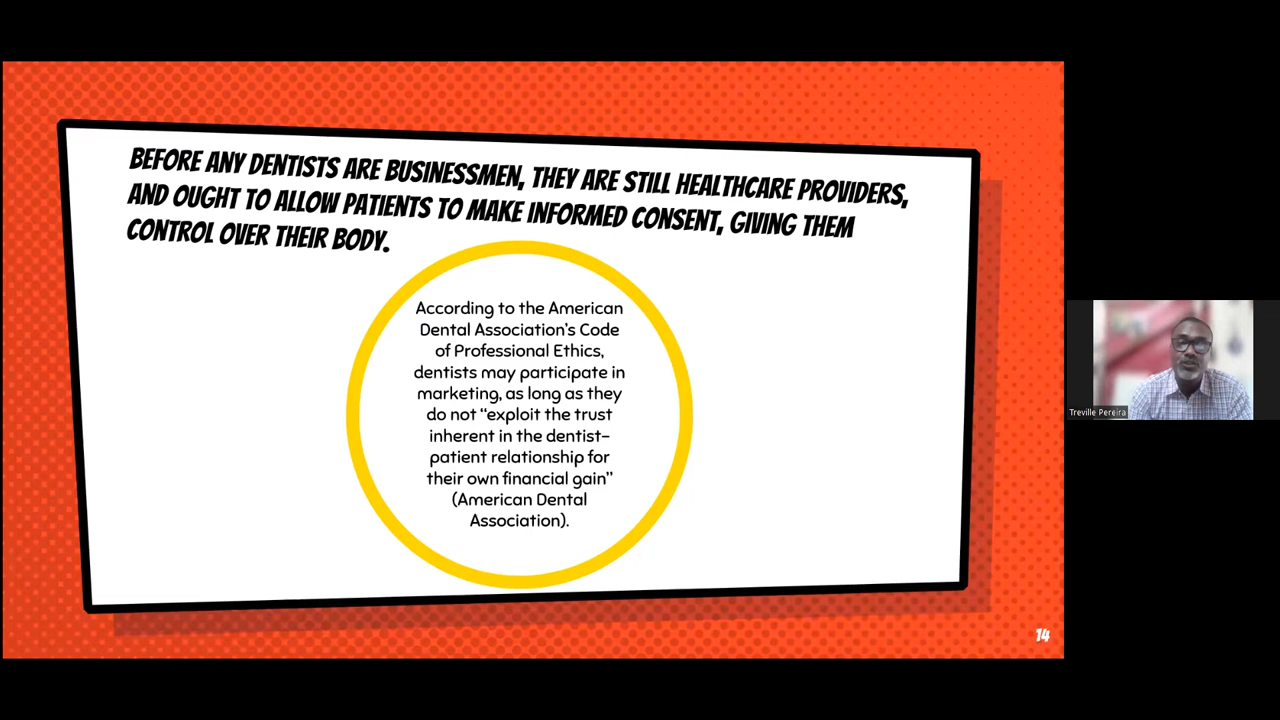 BEFORE ANY DENTISTS ARE BUSINESSMEN, THEY ARE STILL HEALTHCARE PROVIDERS,
AND OUGHT TO ALLOW PATIENTS TO MAKE INFORMED CONSENT, GIVING THEM
CONTROL OVER THEIR BODY.
According to the American
Dental Association's Code
of Professional Ethics,
dentists may participate in
marketing, as long as they
do not “exploit the trust
inherent in the dentist-
patient relationship for
their own financial gain”
(American Dental
Association).
14
Treville Pereira